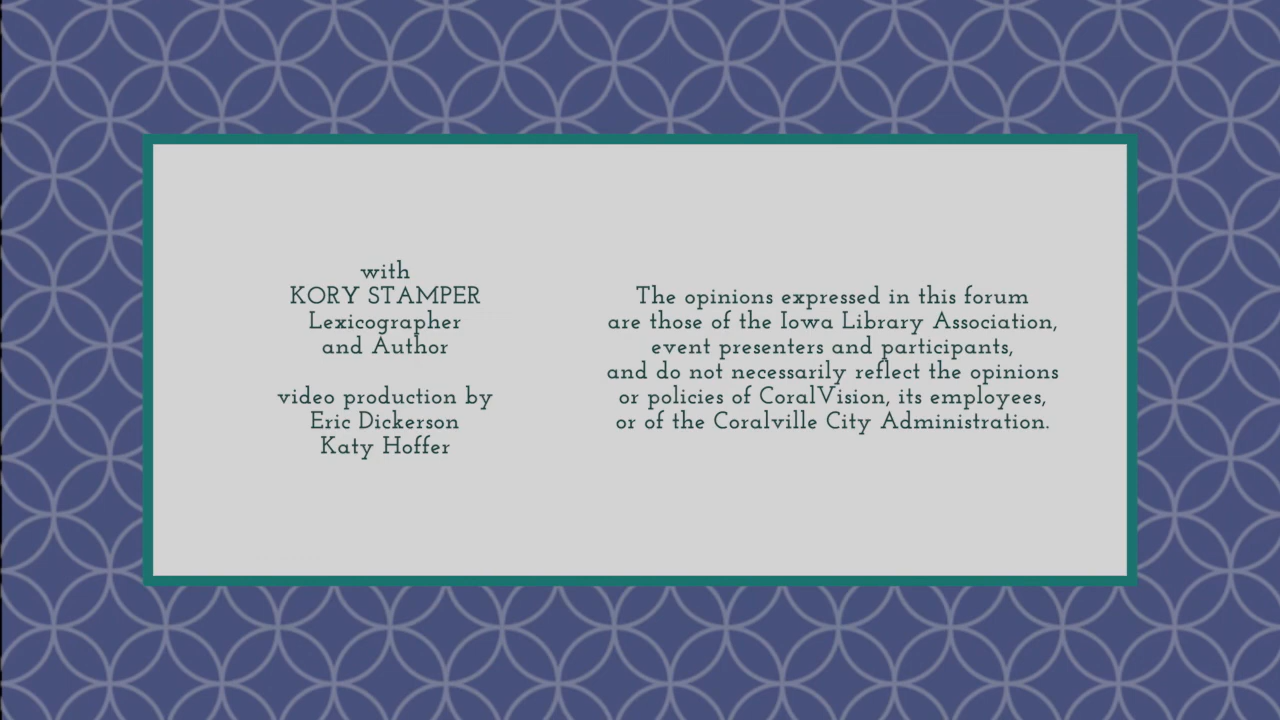 with
KORY STAMPER
Lexicographer
and Author
video production by
Eric Dickerson
Katy Hoffer
The opinions expressed in this forum
are those of the Iowa Library Association,
event presenters and participants,
and do not necessarily reflect the opinions
or policies of CoralVision, its employees,
or of the Coralville City Administration.